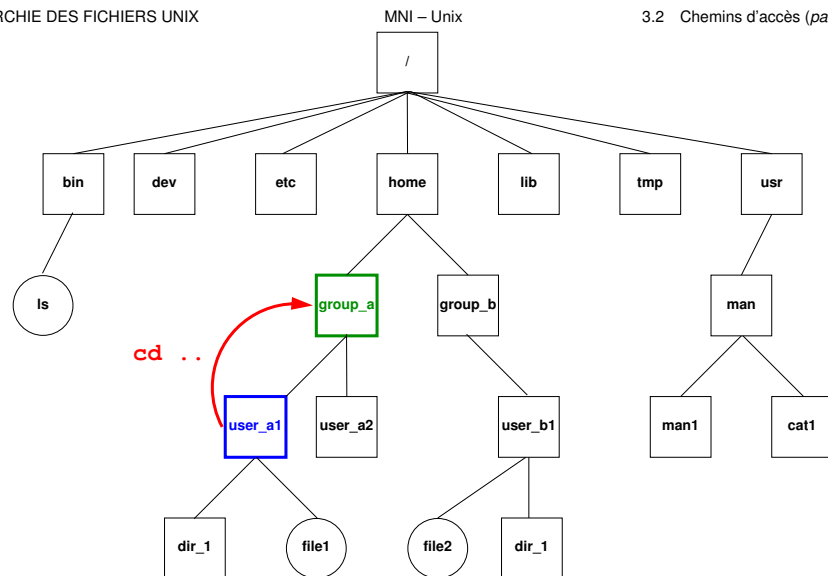 RCHIE DES FICHIERS UNIX MNI – Unix 3.2 Chemins d'accès (pa
/
bin dev etc home lib tmp usr
ls group_a group_b man
cd ..
user_a1 user_a2 user_b1 man1 cat1
dir_1 file1 file2 dir_1